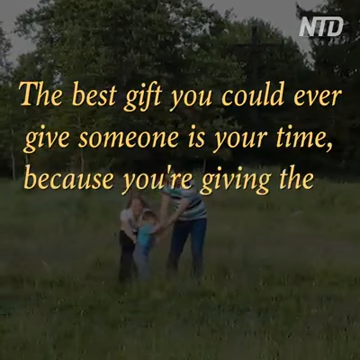 NTD
The best gift you could ever
give someone is your time,
because you're giving the